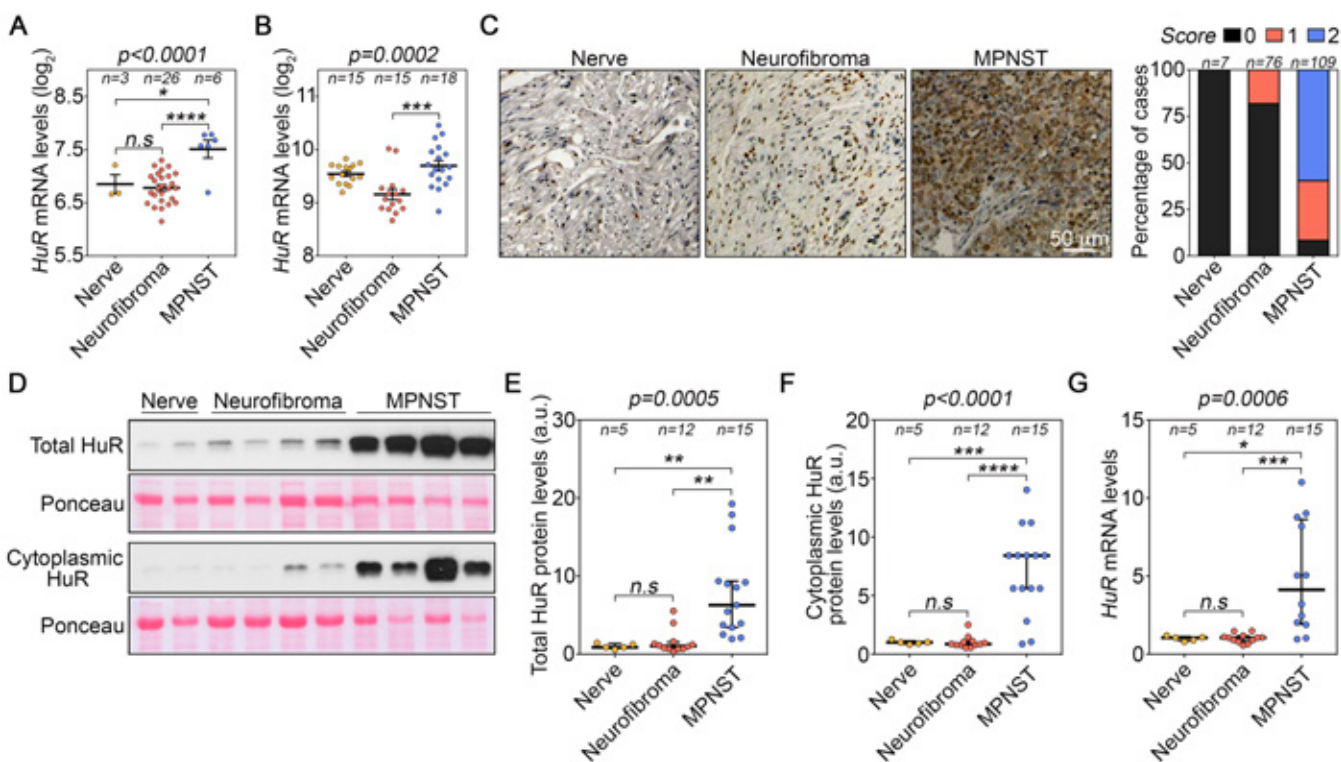 A
p<0.0001
n=3 n=26 n=6
*
n.s
****
HuR mRNA levels (log2)
8.5
7.5
6.5
5.5
Nerve
Neurofibroma
MPNST
B
p=0.0002
n=15 n=15 n=18
***
HuR mRNA levels (log2)
11
10
9
8
Nerve
Neurofibroma
MPNST
C
Nerve
Neurofibroma
MPNST
50 µm
Score 0 1 2
n=7 n=76 n=109
Percentage of cases
100
75
50
25
0
Nerve
Neurofibroma
MPNST
D
Nerve Neurofibroma MPNST
Total HuR
Ponceau
Cytoplasmic
HuR
Ponceau
E
p=0.0005
n=5 n=12 n=15
**
**
n.s
Total HuR protein levels (a.u.)
30
20
10
0
Nerve
Neurofibroma
MPNST
F
p<0.0001
n=5 n=12 n=15
***
****
n.s
Cytoplasmic HuR
protein levels (a.u.)
20
15
10
5
0
Nerve
Neurofibroma
MPNST
G
p=0.0006
n=5 n=12 n=15
*
***
n.s
HuR mRNA levels
15
10
5
0
Nerve
Neurofibroma
MPNST